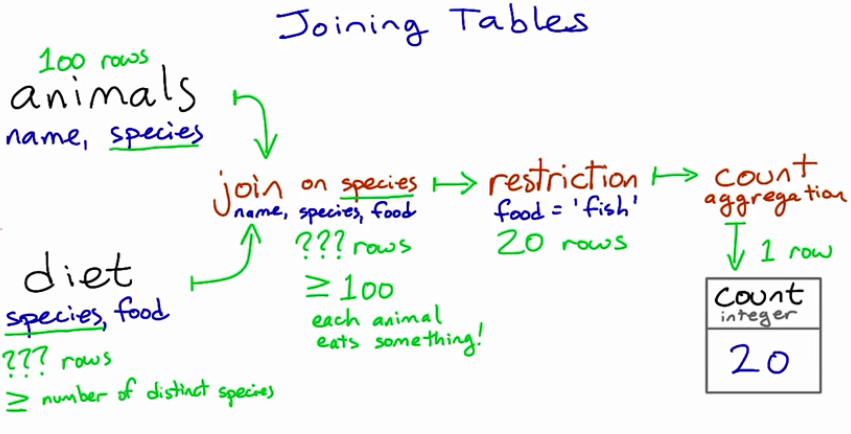 Joining Tables
100 rows
animals
name, species
join on species
name, species, food
??? rows
≥ 100
each animal
eats something!
diet
species, food
??? rows
≥ number of distinct species
restriction
food = 'fish'
20 rows
count
aggregation
1 row
count
integer
20